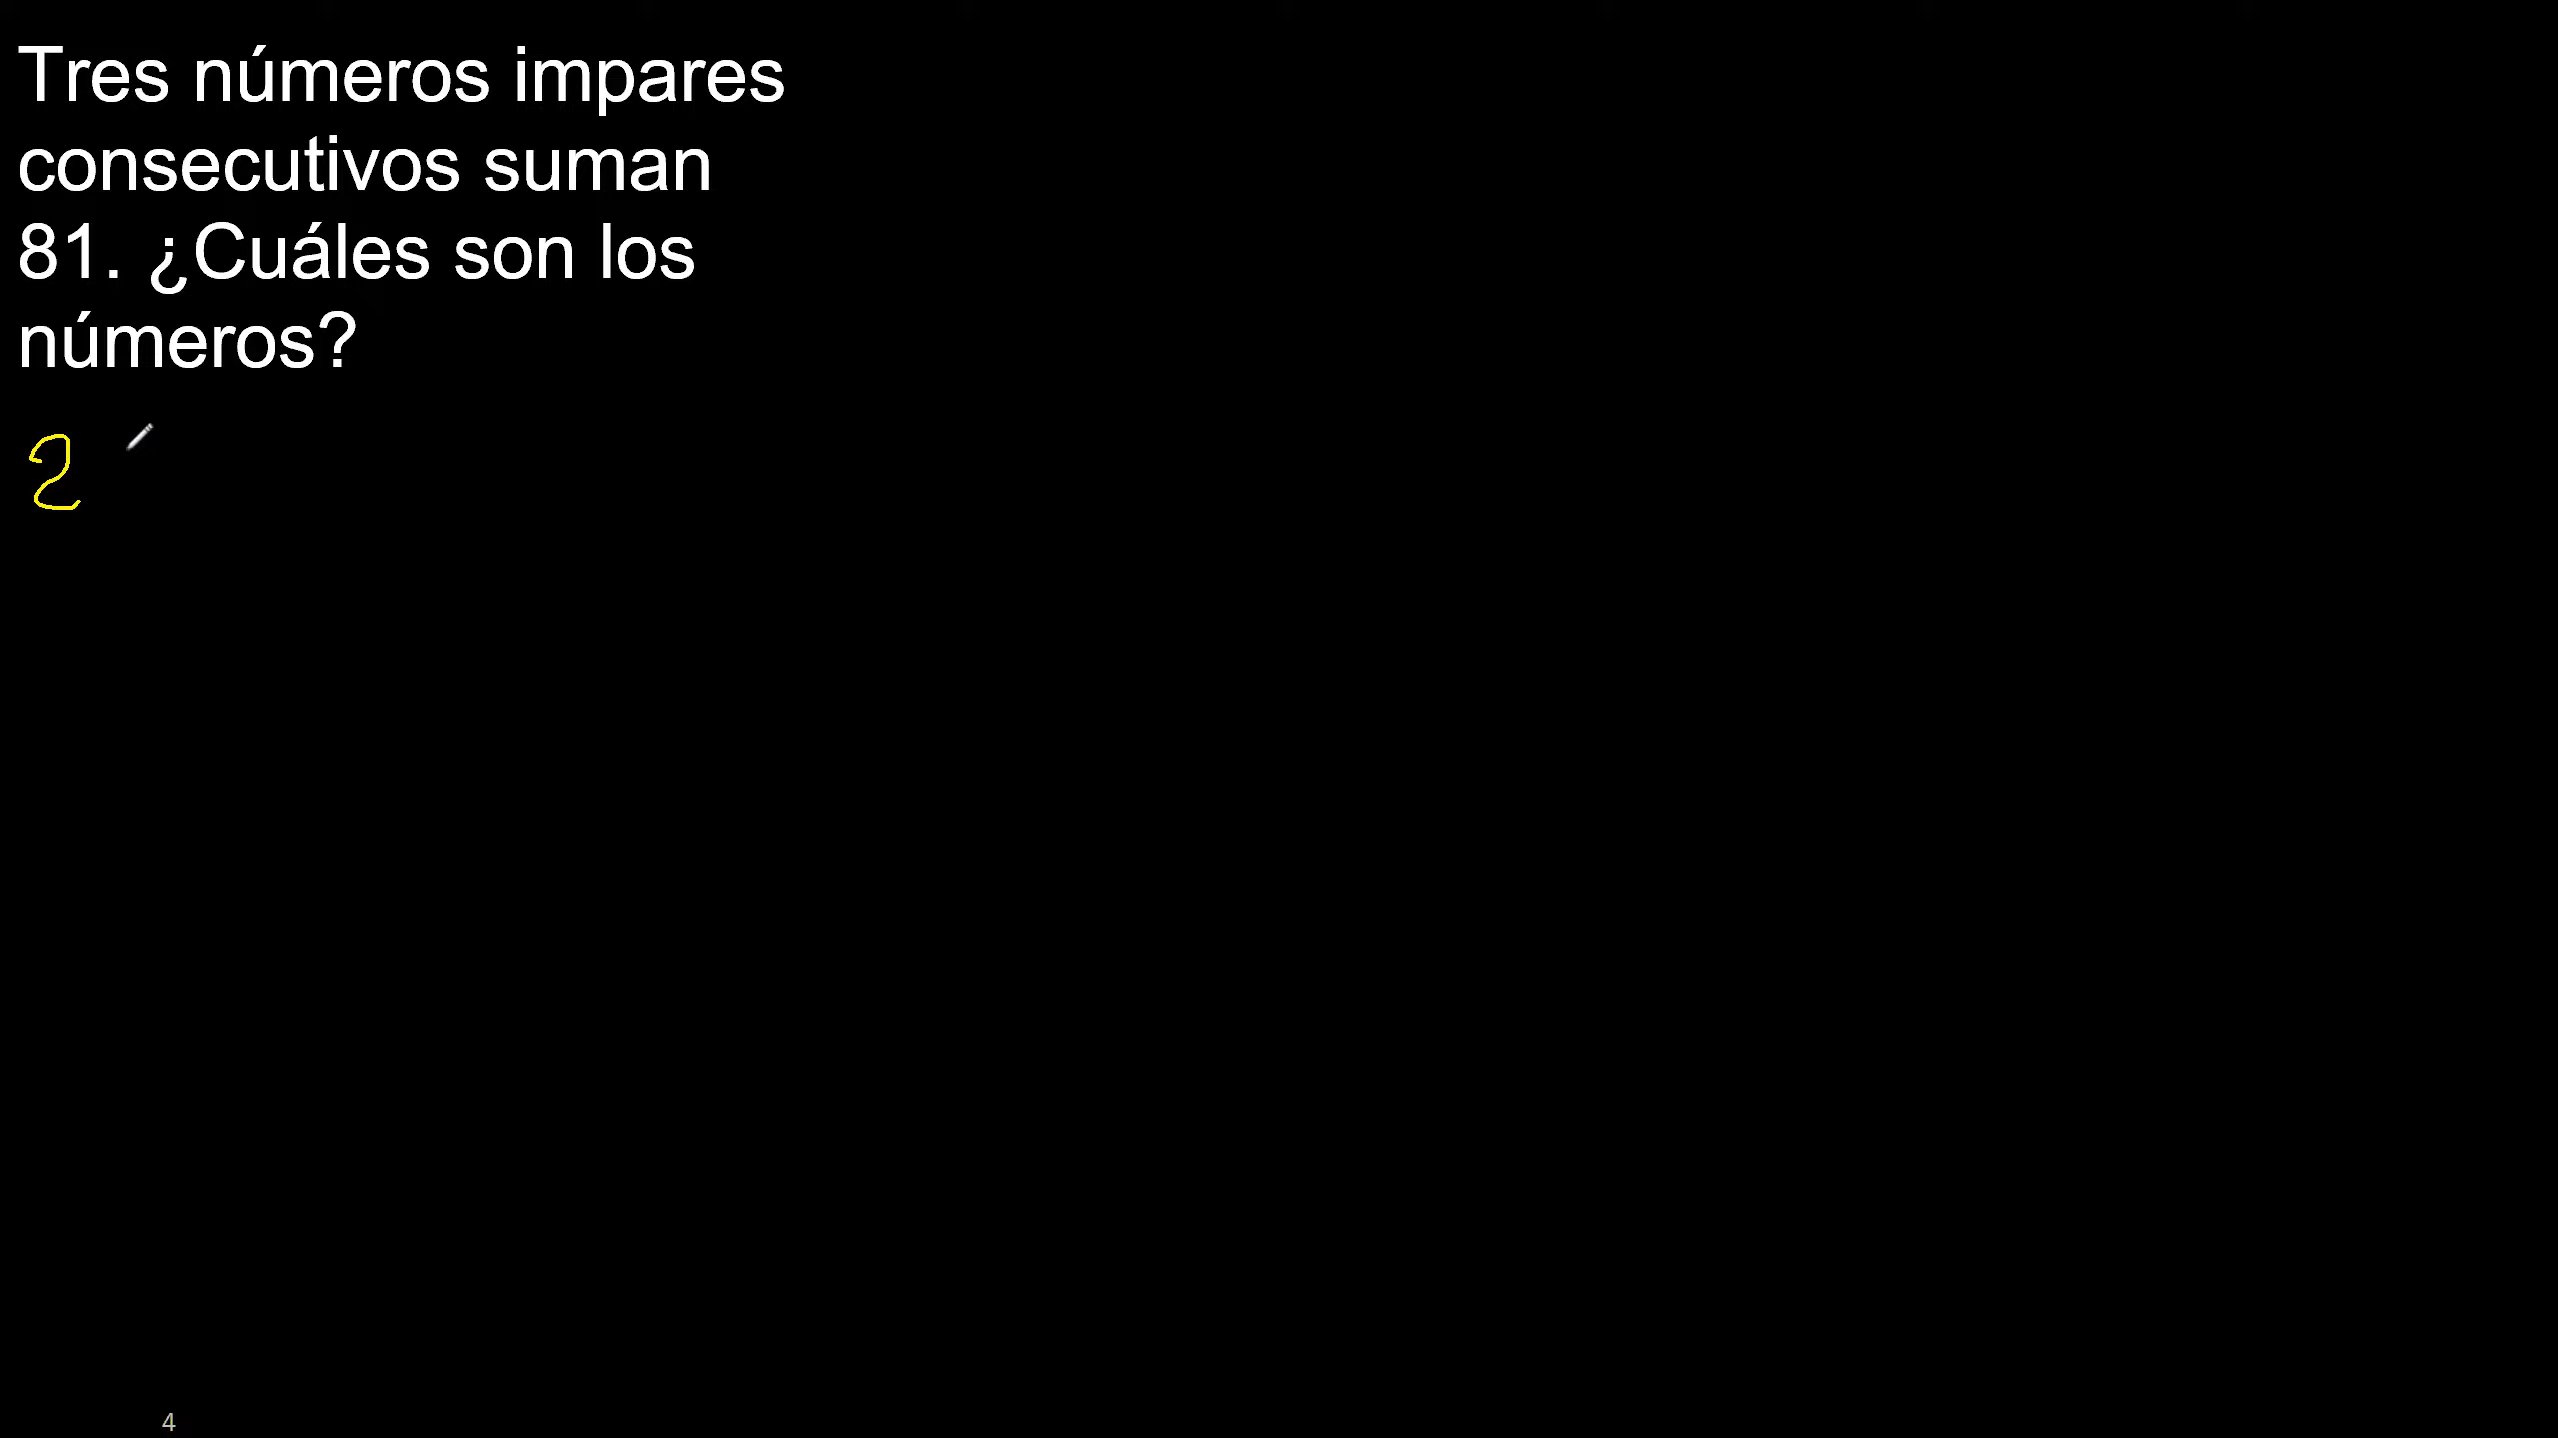 Tres números impares
consecutivos suman
81. ¿Cuáles son los
números?
2
4